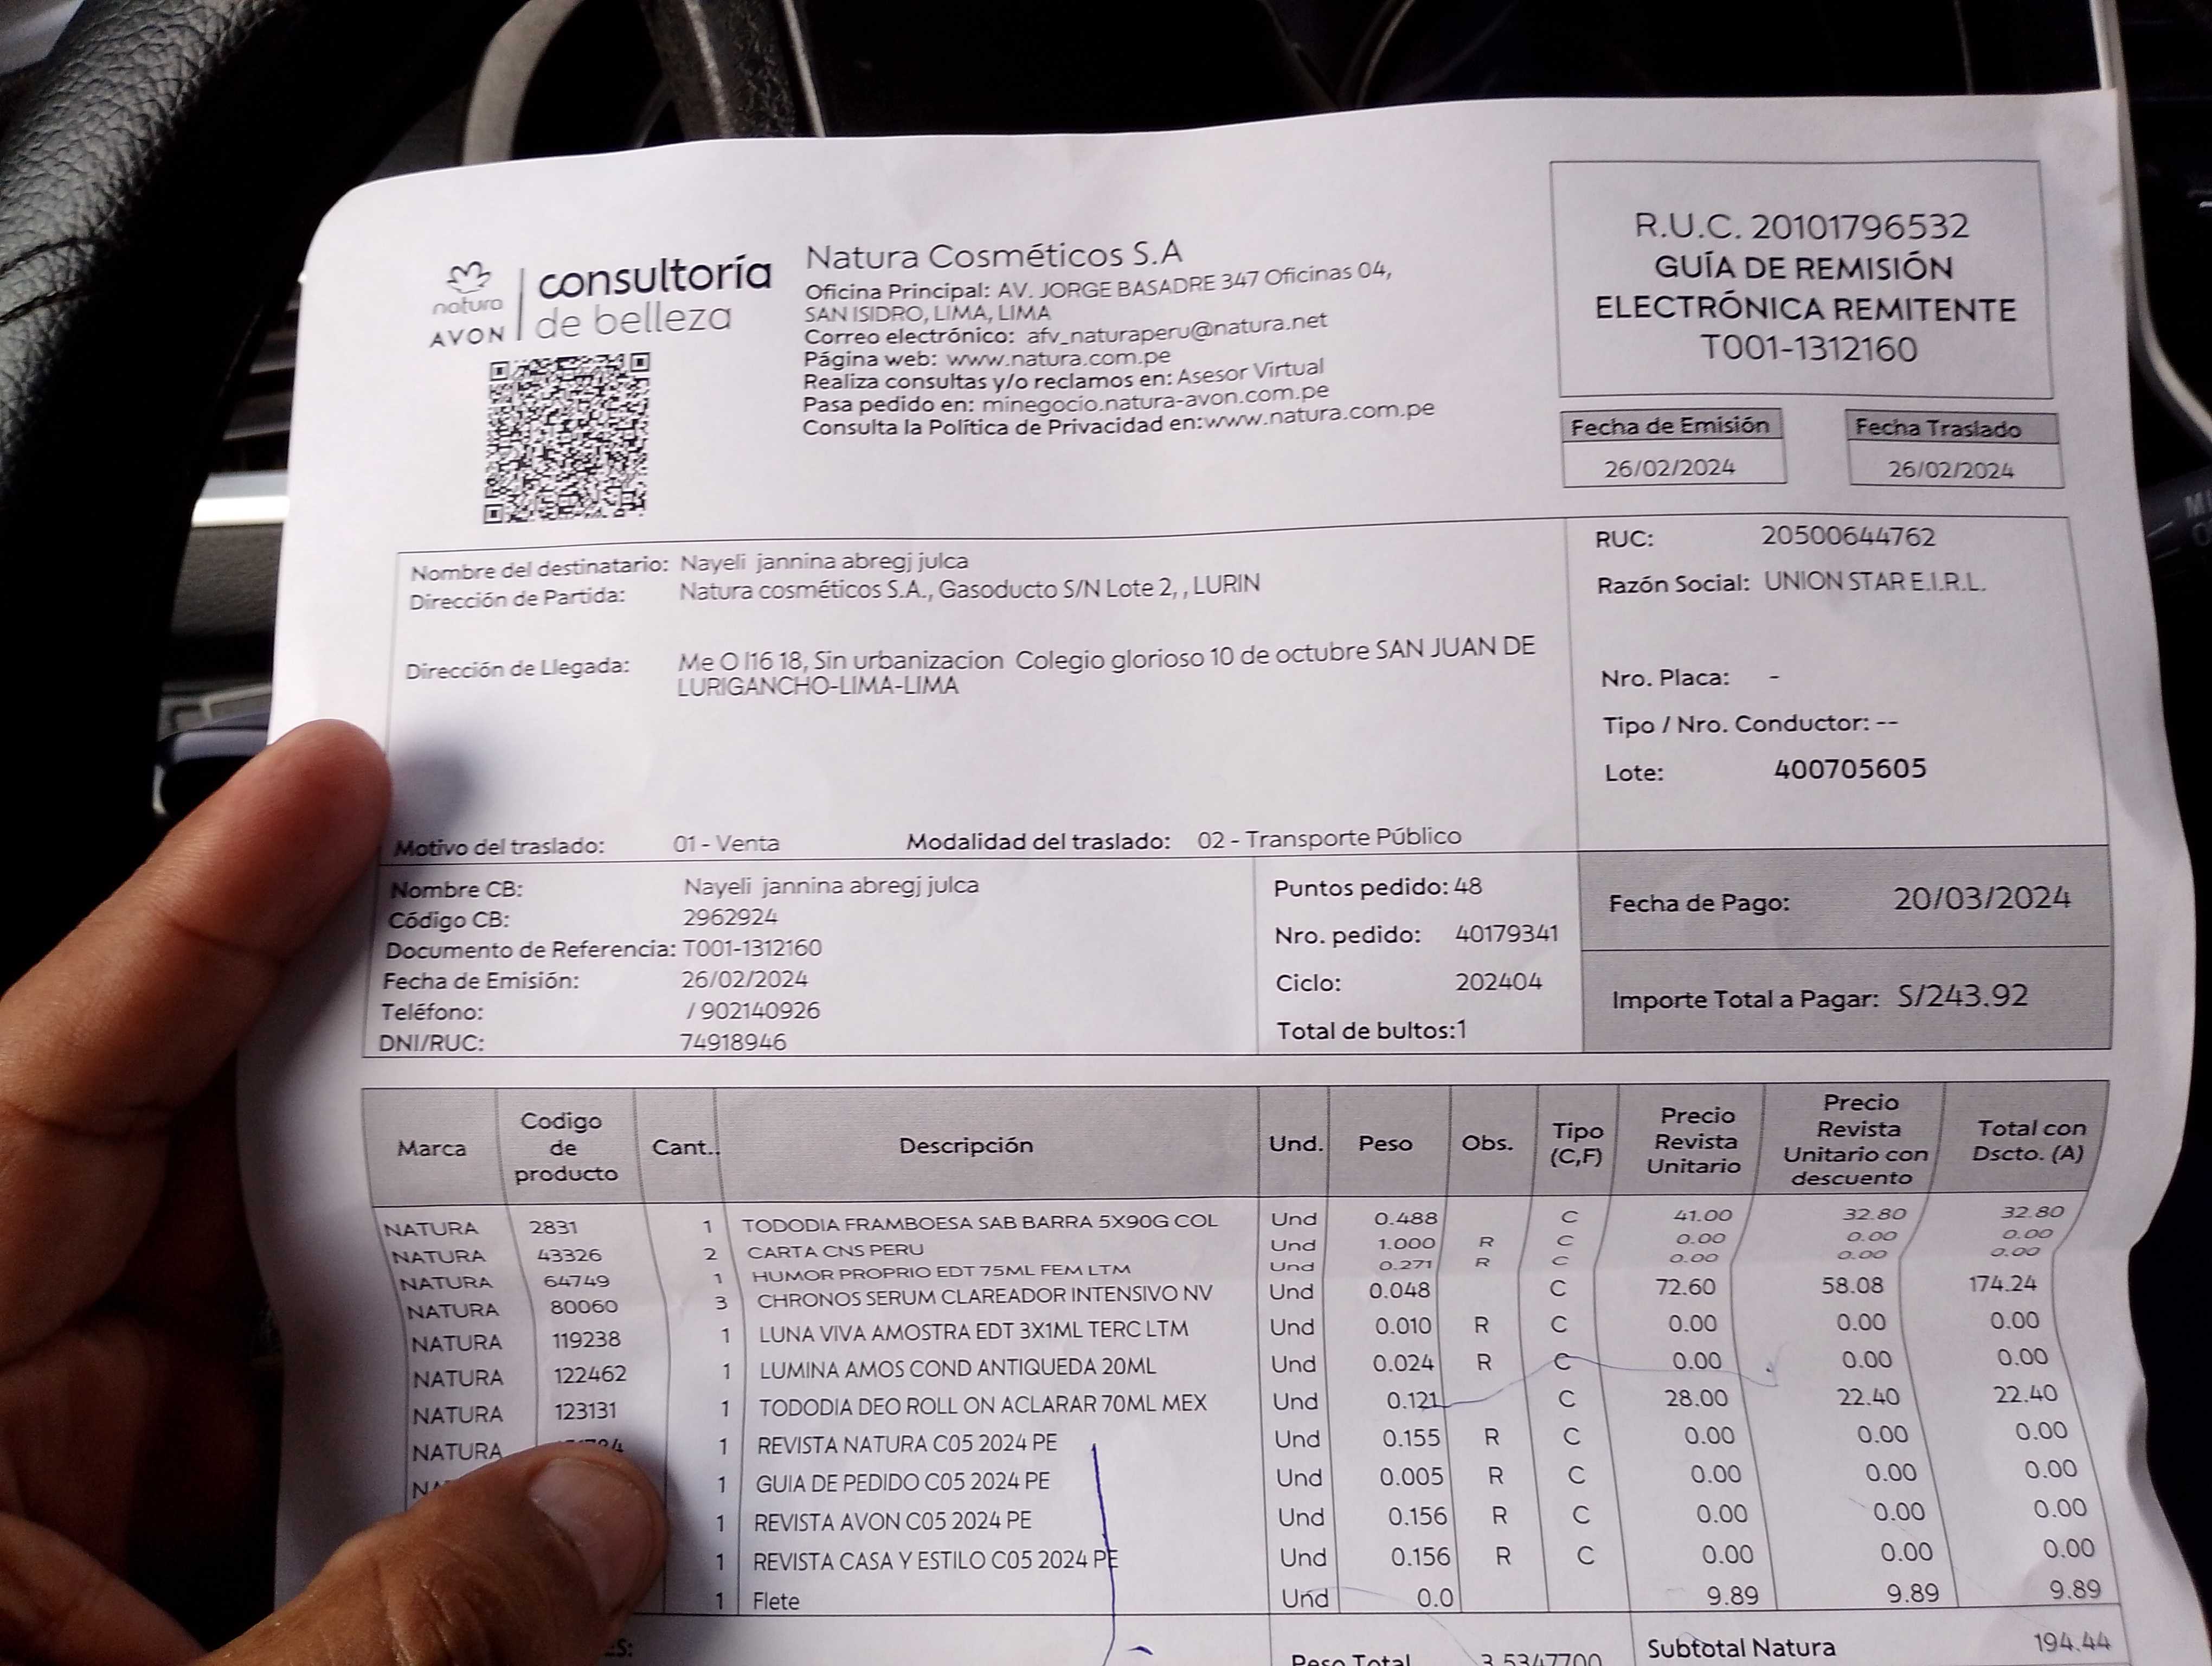 natura
AVON
consultoría
de belleza
Natura Cosméticos S.A
Oficina Principal: AV. JORGE BASADRE 347 Oficinas 04,
SAN ISIDRO, LIMA, LIMA
Correo electrónico: afv_naturaperu@natura.net
Página web: www.natura.com.pe
Realiza consultas y/o reclamos en: Asesor Virtual
Pasa pedido en: minegocio.natura-avon.com.pe
Consulta la Política de Privacidad en:www.natura.com.pe
R.U.C. 20101796532
GUÍA DE REMISIÓN
ELECTRÓNICA REMITENTE
T001-1312160
Fecha de Emisión
26/02/2024
Fecha Traslado
26/02/2024
Nombre del destinatario: Nayeli jannina abregj julca
Dirección de Partida: Natura cosméticos S.A., Gasoducto S/N Lote 2, , LURIN
Dirección de Llegada: Me O l16 18, Sin urbanizacion Colegio glorioso 10 de octubre SAN JUAN DE
LURIGANCHO-LIMA-LIMA
Motivo del traslado: 01 - Venta Modalidad del traslado: 02 - Transporte Público
RUC: 20500644762
Razón Social: UNION STAR E.I.R.L.
Nro. Placa: -
Tipo / Nro. Conductor: --
Lote: 400705605
Nombre CB: Nayeli jannina abregj julca
Código CB: 2962924
Documento de Referencia: T001-1312160
Fecha de Emisión: 26/02/2024
Teléfono: / 902140926
DNI/RUC: 74918946
Puntos pedido: 48
Nro. pedido: 40179341
Ciclo: 202404
Total de bultos:1
Fecha de Pago: 20/03/2024
Importe Total a Pagar: S/243.92
Marca Codigo de producto Cant. Descripción Und. Peso Obs. Tipo (C,F) Precio Revista Unitario Precio Revista Unitario con descuento Total con Dscto. (A)
NATURA 2831 1 TODODIA FRAMBOESA SAB BARRA 5X90G COL Und 0.488 C 41.00 32.80 32.80
NATURA 43326 2 CARTA CNS PERU Und 1.000 R C 0.00 0.00 0.00
NATURA 64749 1 HUMOR PROPRIO EDT 75ML FEM LTM Und 0.271 R C 0.00 0.00 0.00
NATURA 80060 3 CHRONOS SERUM CLAREADOR INTENSIVO NV Und 0.048 C 72.60 58.08 174.24
NATURA 119238 1 LUNA VIVA AMOSTRA EDT 3X1ML TERC LTM Und 0.010 R C 0.00 0.00 0.00
NATURA 122462 1 LUMINA AMOS COND ANTIQUEDA 20ML Und 0.024 R C 0.00 0.00 0.00
NATURA 123131 1 TODODIA DEO ROLL ON ACLARAR 70ML MEX Und 0.121 C 28.00 22.40 22.40
NATURA 1 REVISTA NATURA C05 2024 PE Und 0.155 R C 0.00 0.00 0.00
1 GUIA DE PEDIDO C05 2024 PE Und 0.005 R C 0.00 0.00 0.00
1 REVISTA AVON C05 2024 PE Und 0.156 R C 0.00 0.00 0.00
1 REVISTA CASA Y ESTILO C05 2024 PE Und 0.156 R C 0.00 0.00 0.00
1 Flete Und 0.0 9.89 9.89 9.89
Peso Total 3.5347700
Subtotal Natura 194.44